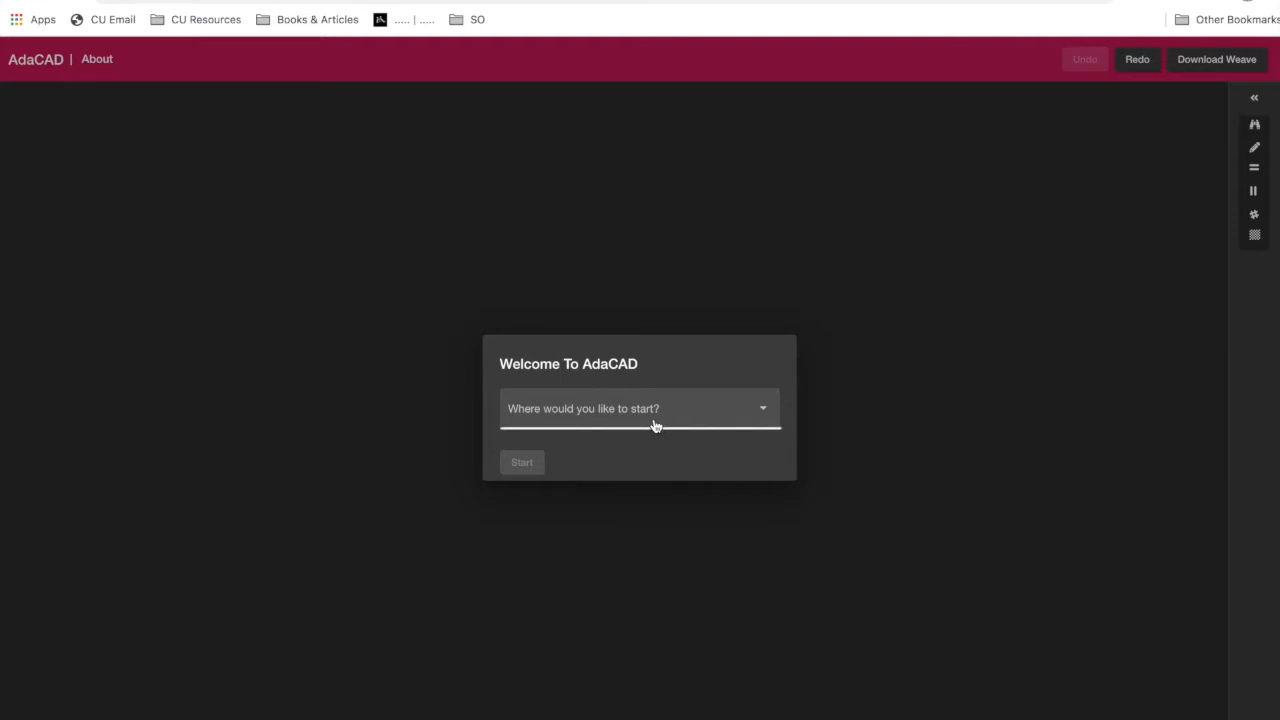 Apps CU Email CU Resources Books & Articles ..... | ..... SO Other Bookmarks
AdaCAD | About Undo Redo Download Weave
Welcome To AdaCAD
Where would you like to start?
Start